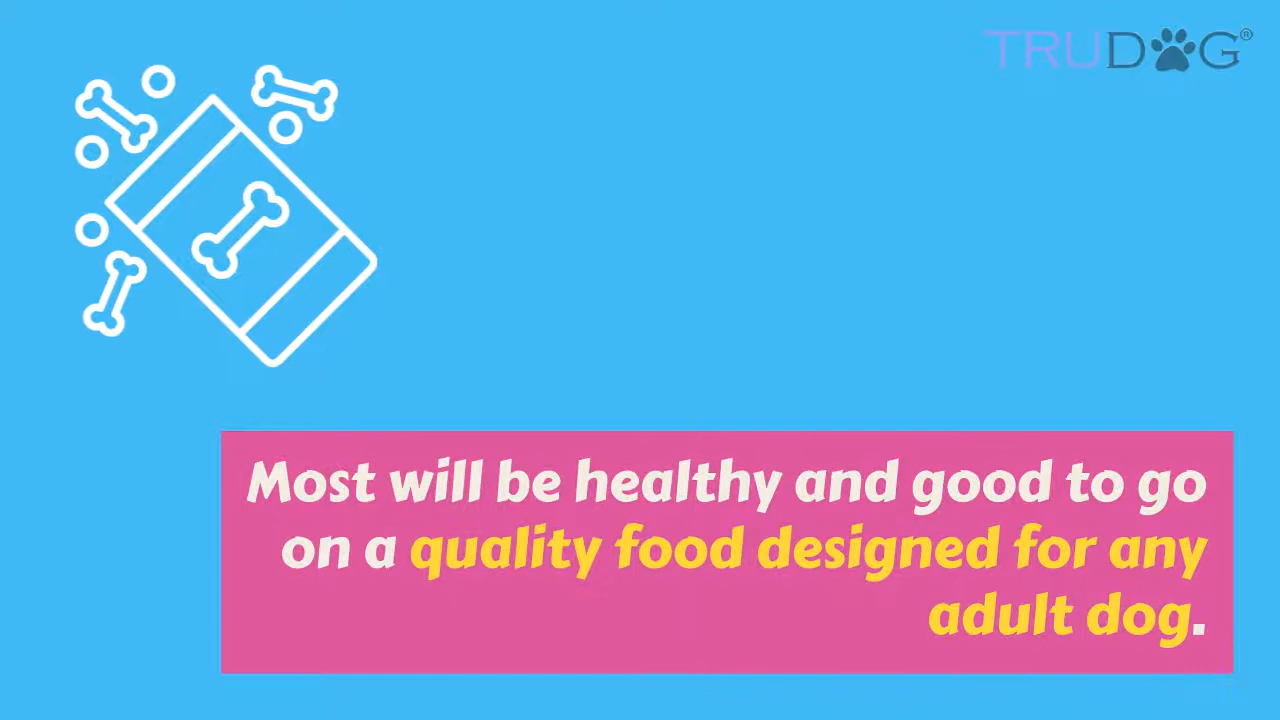 TRUDOG®
Most will be healthy and good to go
on a quality food designed for any
adult dog.